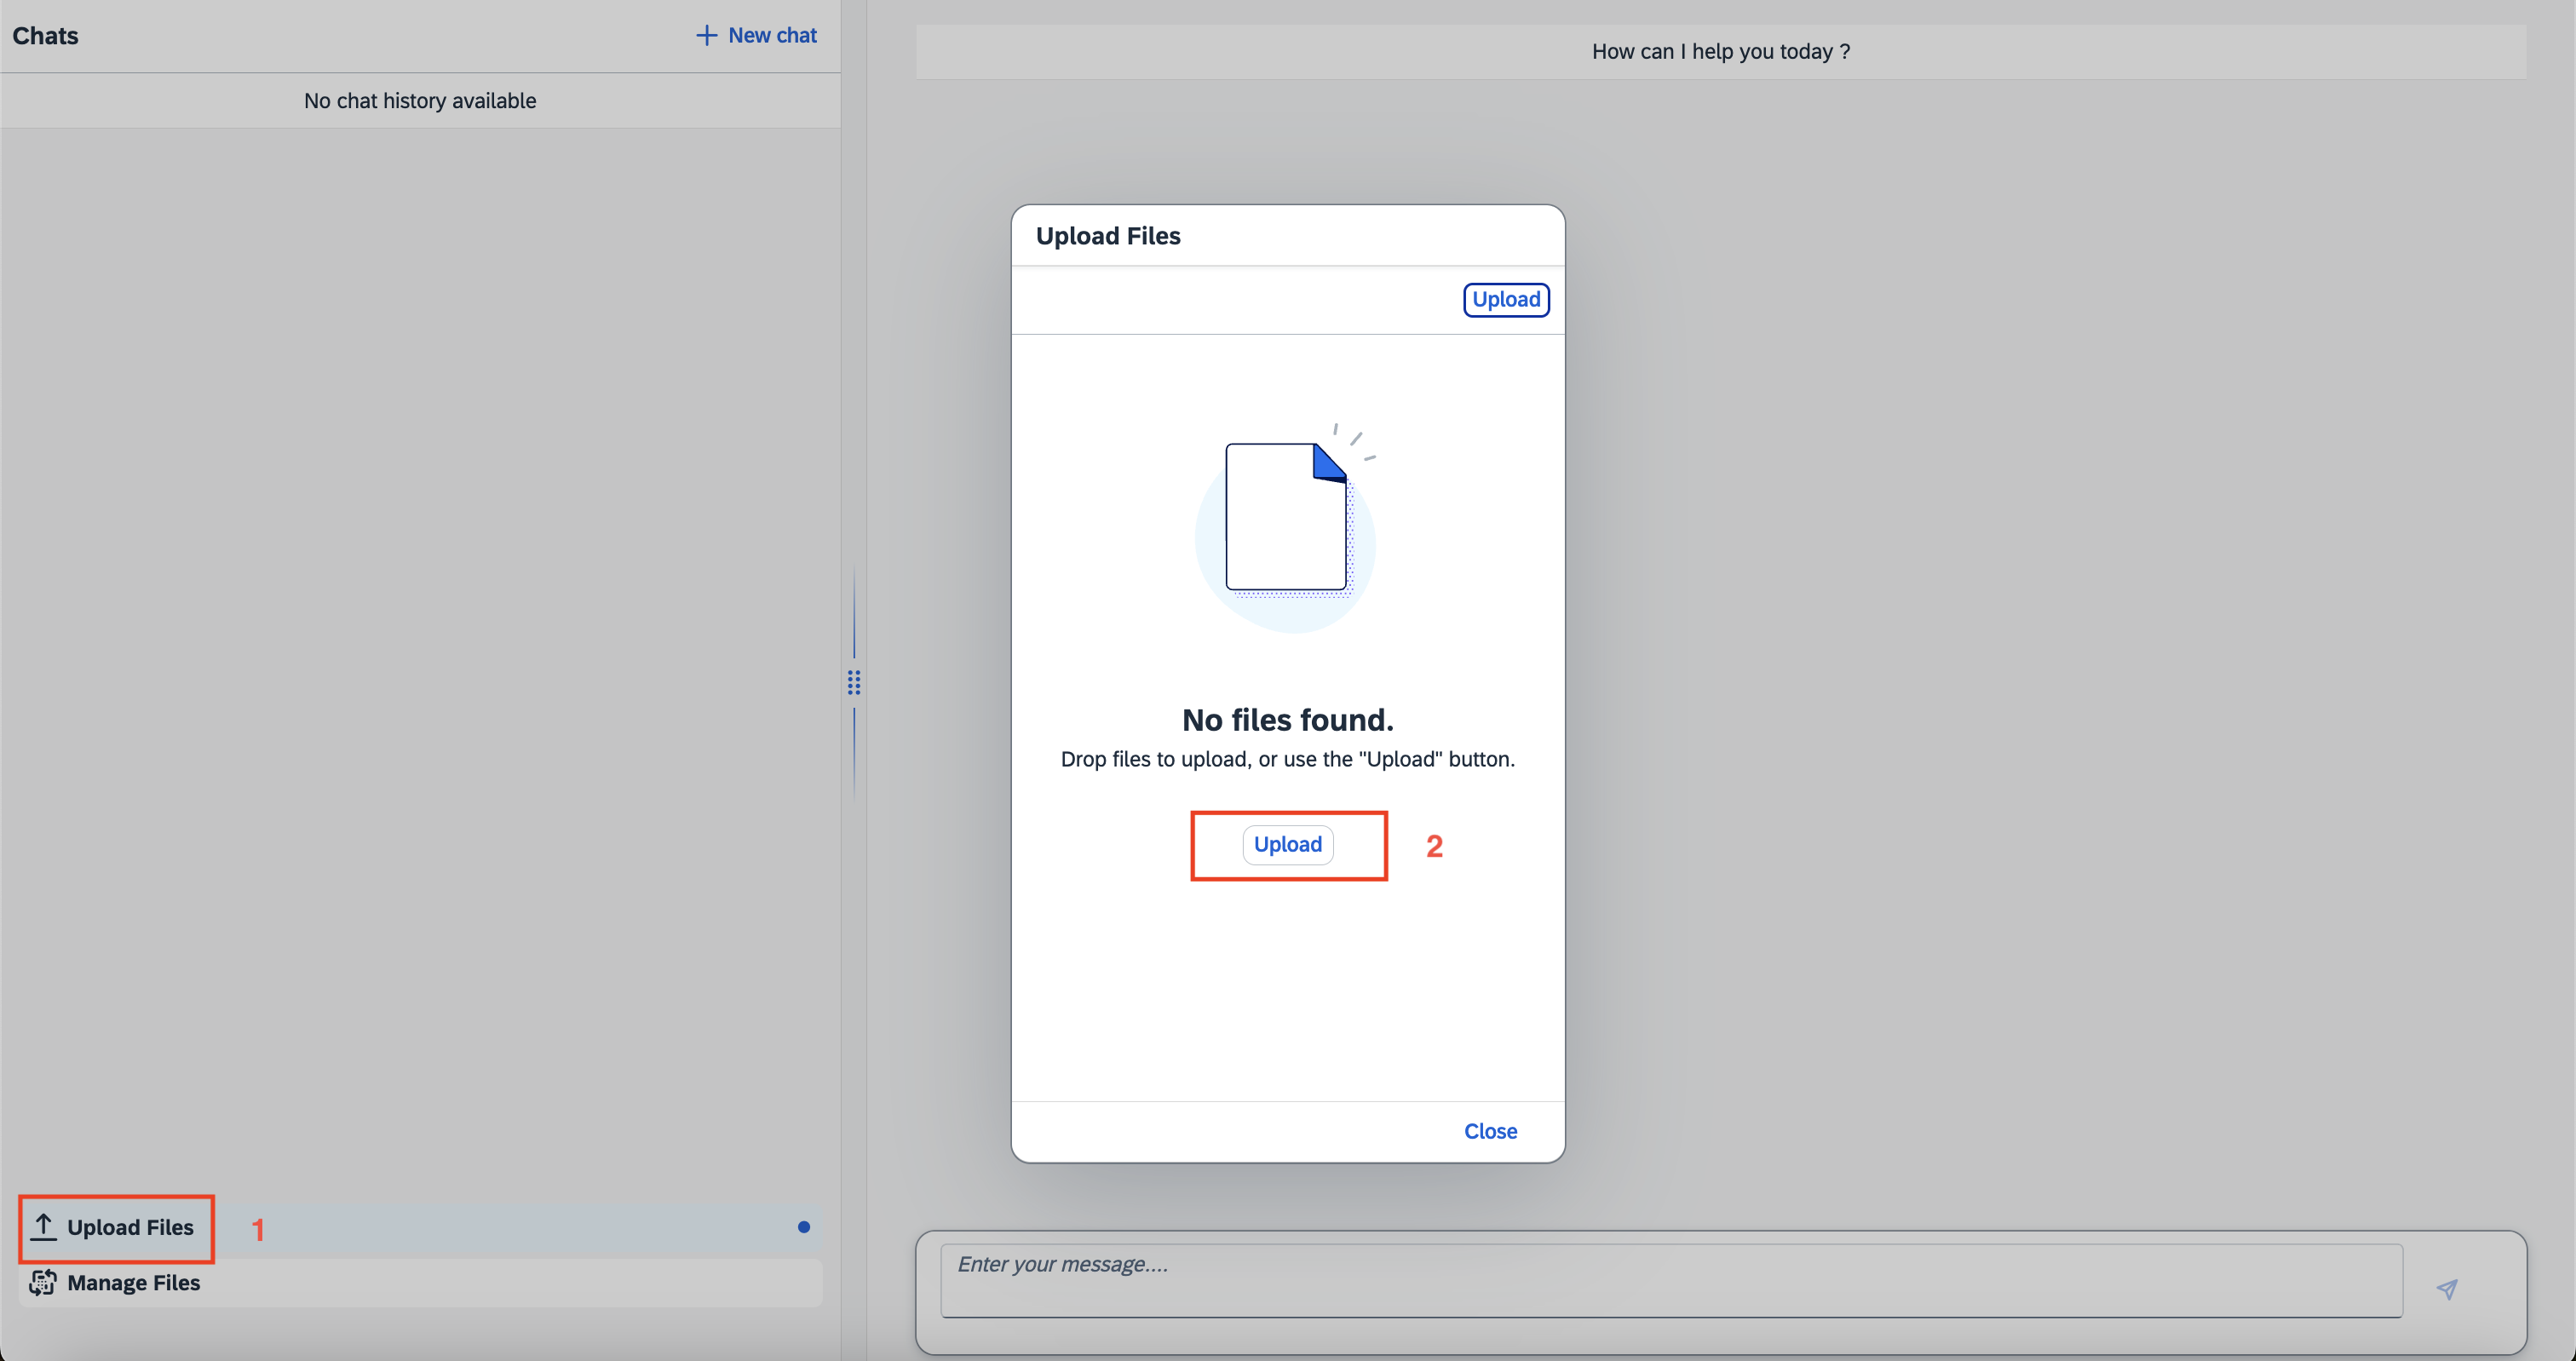 Chats
New chat
No chat history available
How can I help you today ?
Upload Files
Upload
No files found.
Drop files to upload, or use the "Upload" button.
Upload
2
Close
Upload Files
1
Manage Files
Enter your message....